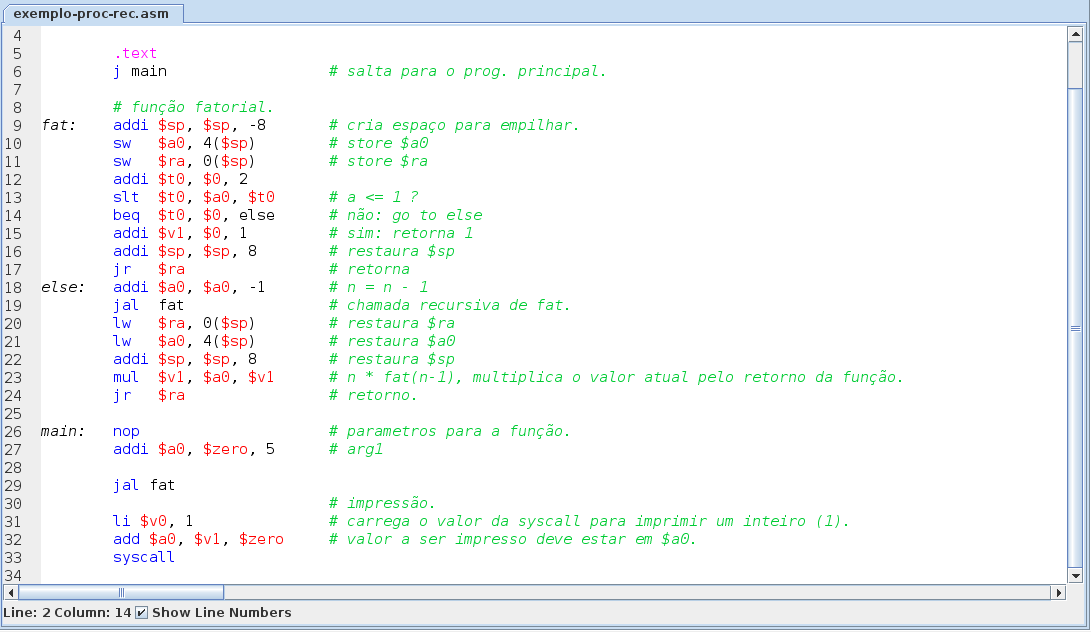 exemplo-proc-rec.asm
4
5 .text
6 j main # salta para o prog. principal.
7
8 # função fatorial.
9 fat: addi $sp, $sp, -8 # cria espaço para empilhar.
10 sw $a0, 4($sp) # store $a0
11 sw $ra, 0($sp) # store $ra
12 addi $t0, $0, 2
13 slt $t0, $a0, $t0 # a <= 1 ?
14 beq $t0, $0, else # não: go to else
15 addi $v1, $0, 1 # sim: retorna 1
16 addi $sp, $sp, 8 # restaura $sp
17 jr $ra # retorna
18 else: addi $a0, $a0, -1 # n = n - 1
19 jal fat # chamada recursiva de fat.
20 lw $ra, 0($sp) # restaura $ra
21 lw $a0, 4($sp) # restaura $a0
22 addi $sp, $sp, 8 # restaura $sp
23 mul $v1, $a0, $v1 # n * fat(n-1), multiplica o valor atual pelo retorno da função.
24 jr $ra # retorno.
25
26 main: nop # parametros para a função.
27 addi $a0, $zero, 5 # arg1
28
29 jal fat
30 # impressão.
31 li $v0, 1 # carrega o valor da syscall para imprimir um inteiro (1).
32 add $a0, $v1, $zero # valor a ser impresso deve estar em $a0.
33 syscall
34
Line: 2 Column: 14 Show Line Numbers